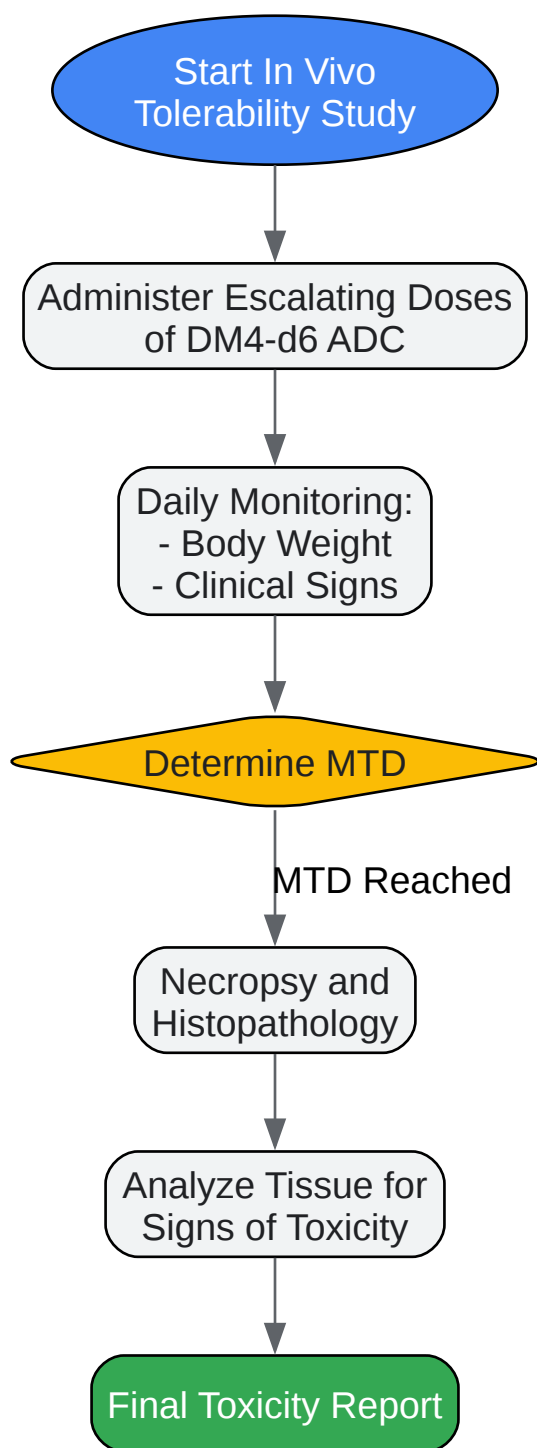 Start In Vivo
Tolerability Study
Administer Escalating Doses
of DM4-d6 ADC
Daily Monitoring:
- Body Weight
- Clinical Signs
Determine MTD
MTD Reached
Necropsy and
Histopathology
Analyze Tissue for
Signs of Toxicity
Final Toxicity Report